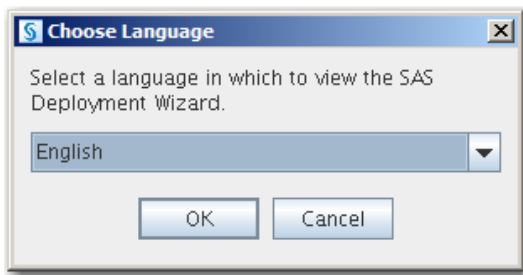 Choose Language
Select a language in which to view the SAS
Deployment Wizard.
English
OK Cancel